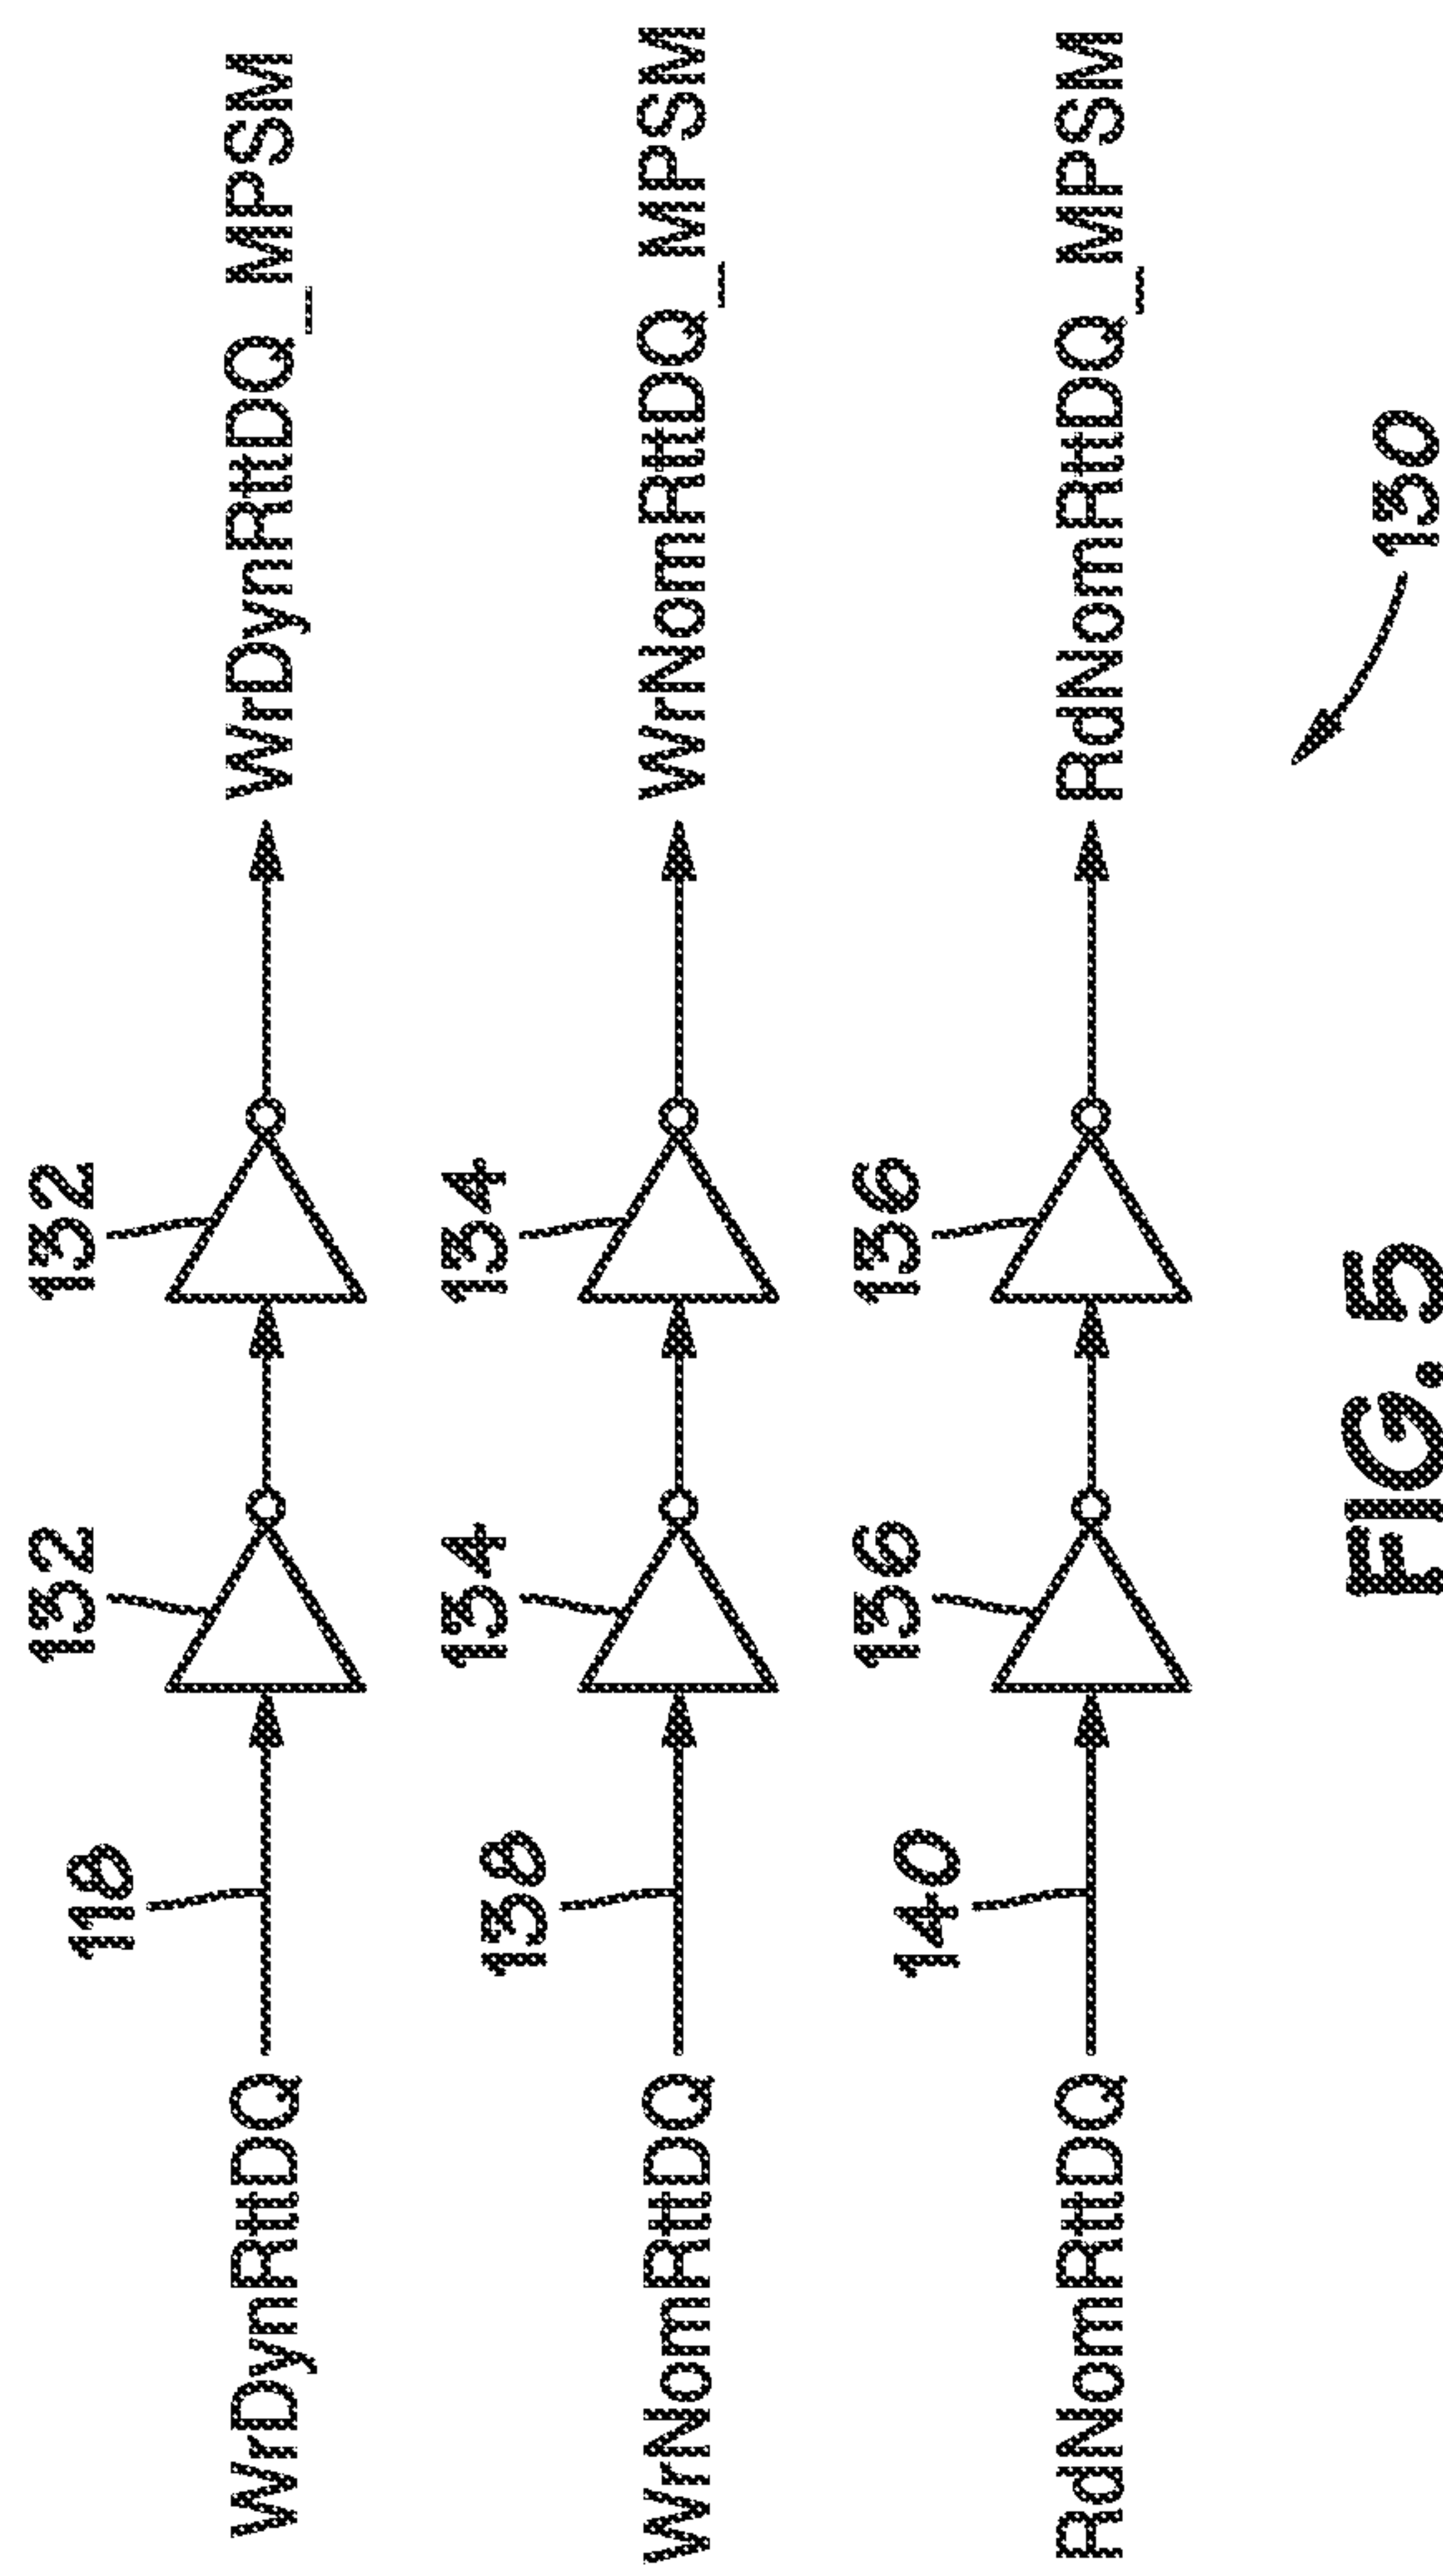 118 132 132
WrDynRttDQ WrDynRttDQ_MPSM
138 134 134
WrNomRttDQ WrNomRttDQ_MPSM
140 136 136
RdNomRttDQ RdNomRttDQ_MPSM
130
FIG. 5